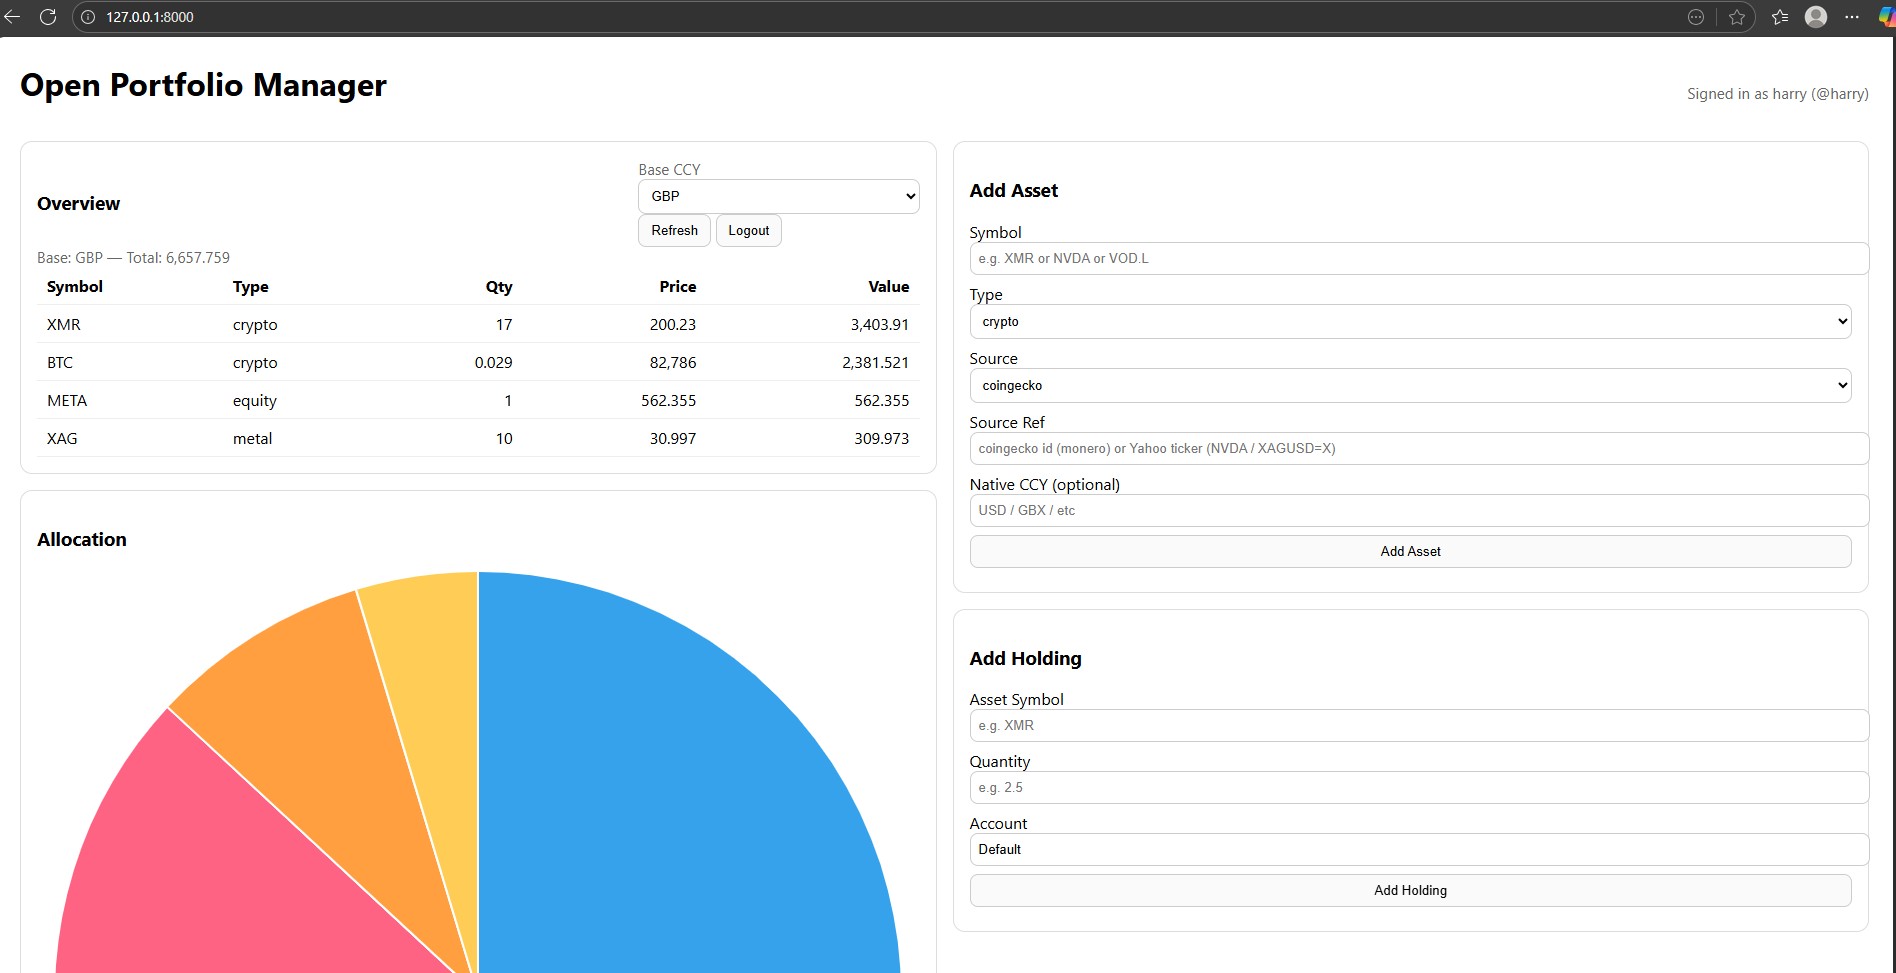 127.0.0.1:8000
Open Portfolio Manager
Signed in as harry (@harry)
Overview
Base CCY
GBP
Refresh Logout
Base: GBP — Total: 6,657.759
Symbol Type Qty Price Value
XMR crypto 17 200.23 3,403.91
BTC crypto 0.029 82,786 2,381.521
META equity 1 562.355 562.355
XAG metal 10 30.997 309.973
Allocation
Add Asset
Symbol
e.g. XMR or NVDA or VOD.L
Type
crypto
Source
coingecko
Source Ref
coingecko id (monero) or Yahoo ticker (NVDA / XAGUSD=X)
Native CCY (optional)
USD / GBX / etc
Add Asset
Add Holding
Asset Symbol
e.g. XMR
Quantity
e.g. 2.5
Account
Default
Add Holding